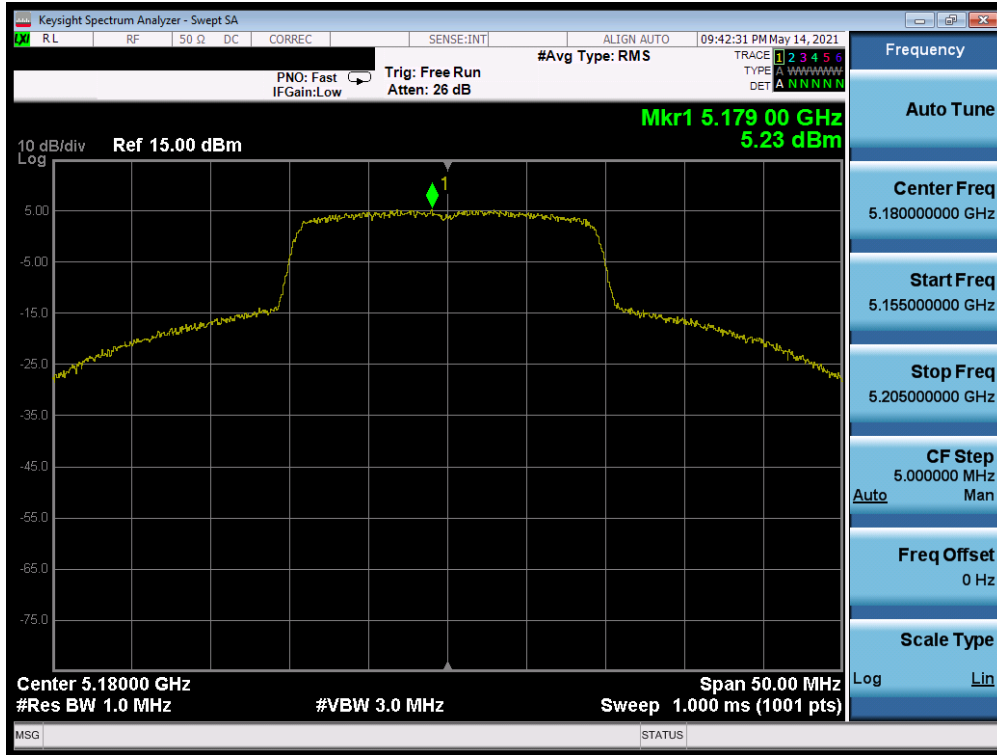 Keysight Spectrum Analyzer - Swept SA
LXI RL RF 50 Ω DC CORREC SENSE:INT ALIGN AUTO 09:42:31 PM May 14, 2021
#Avg Type: RMS
TRACE 1 2 3 4 5 6
PNO: Fast Trig: Free Run
TYPE A WWWWW
IFGain:Low Atten: 26 dB
DET A N N N N N
Mkr1 5.179 00 GHz
5.23 dBm
10 dB/div Ref 15.00 dBm
Log
1
5.00
-5.00
-15.0
-25.0
-35.0
-45.0
-55.0
-65.0
-75.0
Center 5.18000 GHz Span 50.00 MHz
#Res BW 1.0 MHz #VBW 3.0 MHz Sweep 1.000 ms (1001 pts)
MSG STATUS
Frequency
Auto Tune
Center Freq
5.180000000 GHz
Start Freq
5.155000000 GHz
Stop Freq
5.205000000 GHz
CF Step
5.000000 MHz
Auto Man
Freq Offset
0 Hz
Scale Type
Log Lin